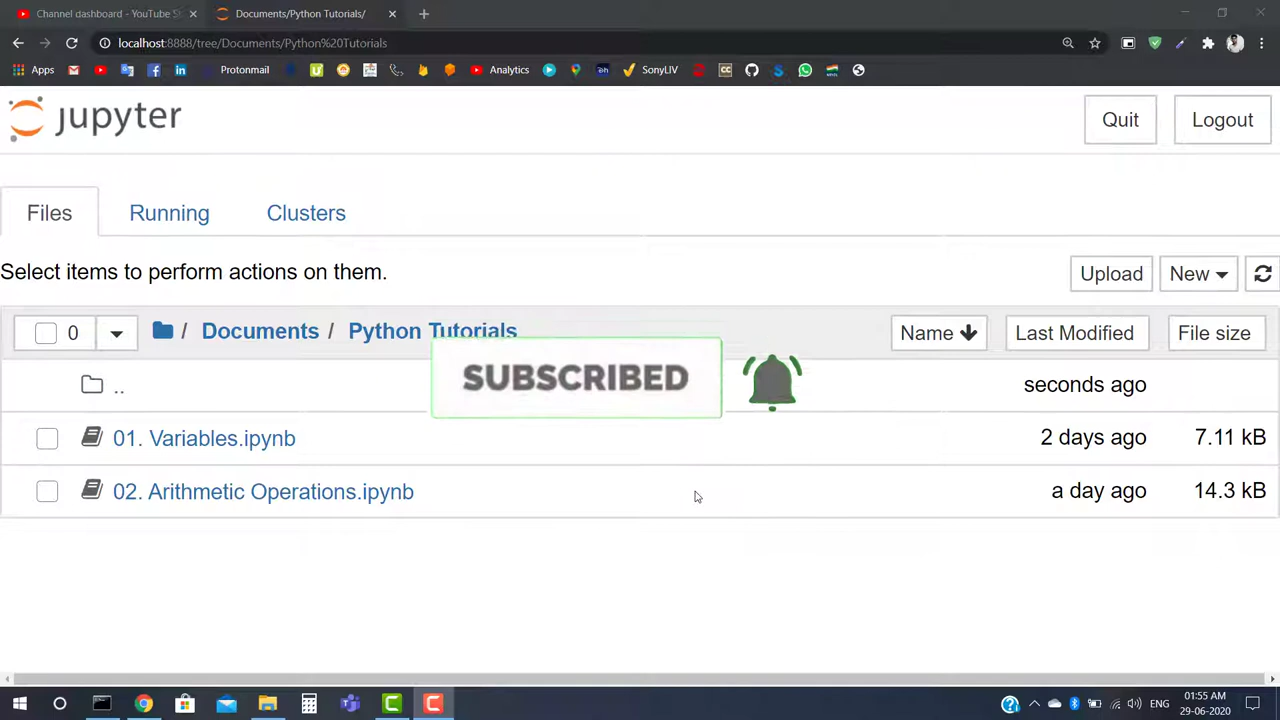 Channel dashboard - YouTube S
Documents/Python Tutorials/
localhost:8888/tree/Documents/Python%20Tutorials
Apps
Protonmail
Analytics
SonyLIV
jupyter
Quit
Logout
Files
Running
Clusters
Select items to perform actions on them.
Upload
New
0
/ Documents / Python Tutorials
Name
Last Modified
File size
SUBSCRIBED
..
seconds ago
01. Variables.ipynb
2 days ago
7.11 kB
02. Arithmetic Operations.ipynb
a day ago
14.3 kB
ENG
01:55 AM
29-06-2020